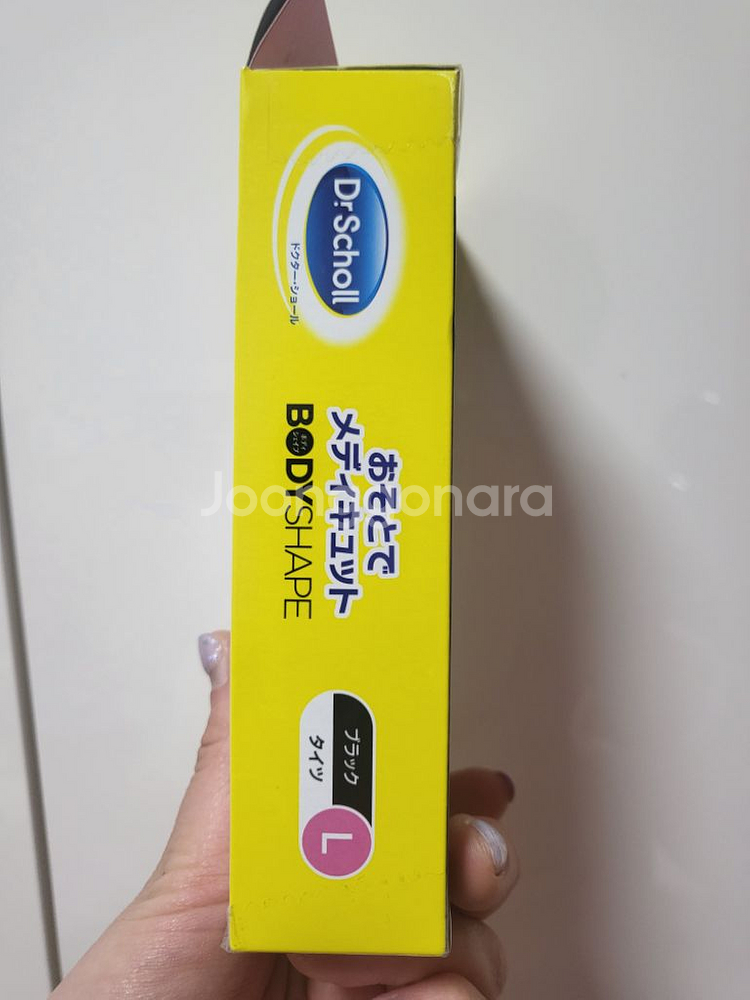 Dr.Scholl
ドクター・ショール
おそとで
メディキュット
BODYSHAPE
ボディ
シェイプ
ブラック
タイツ
L
Joonggonara